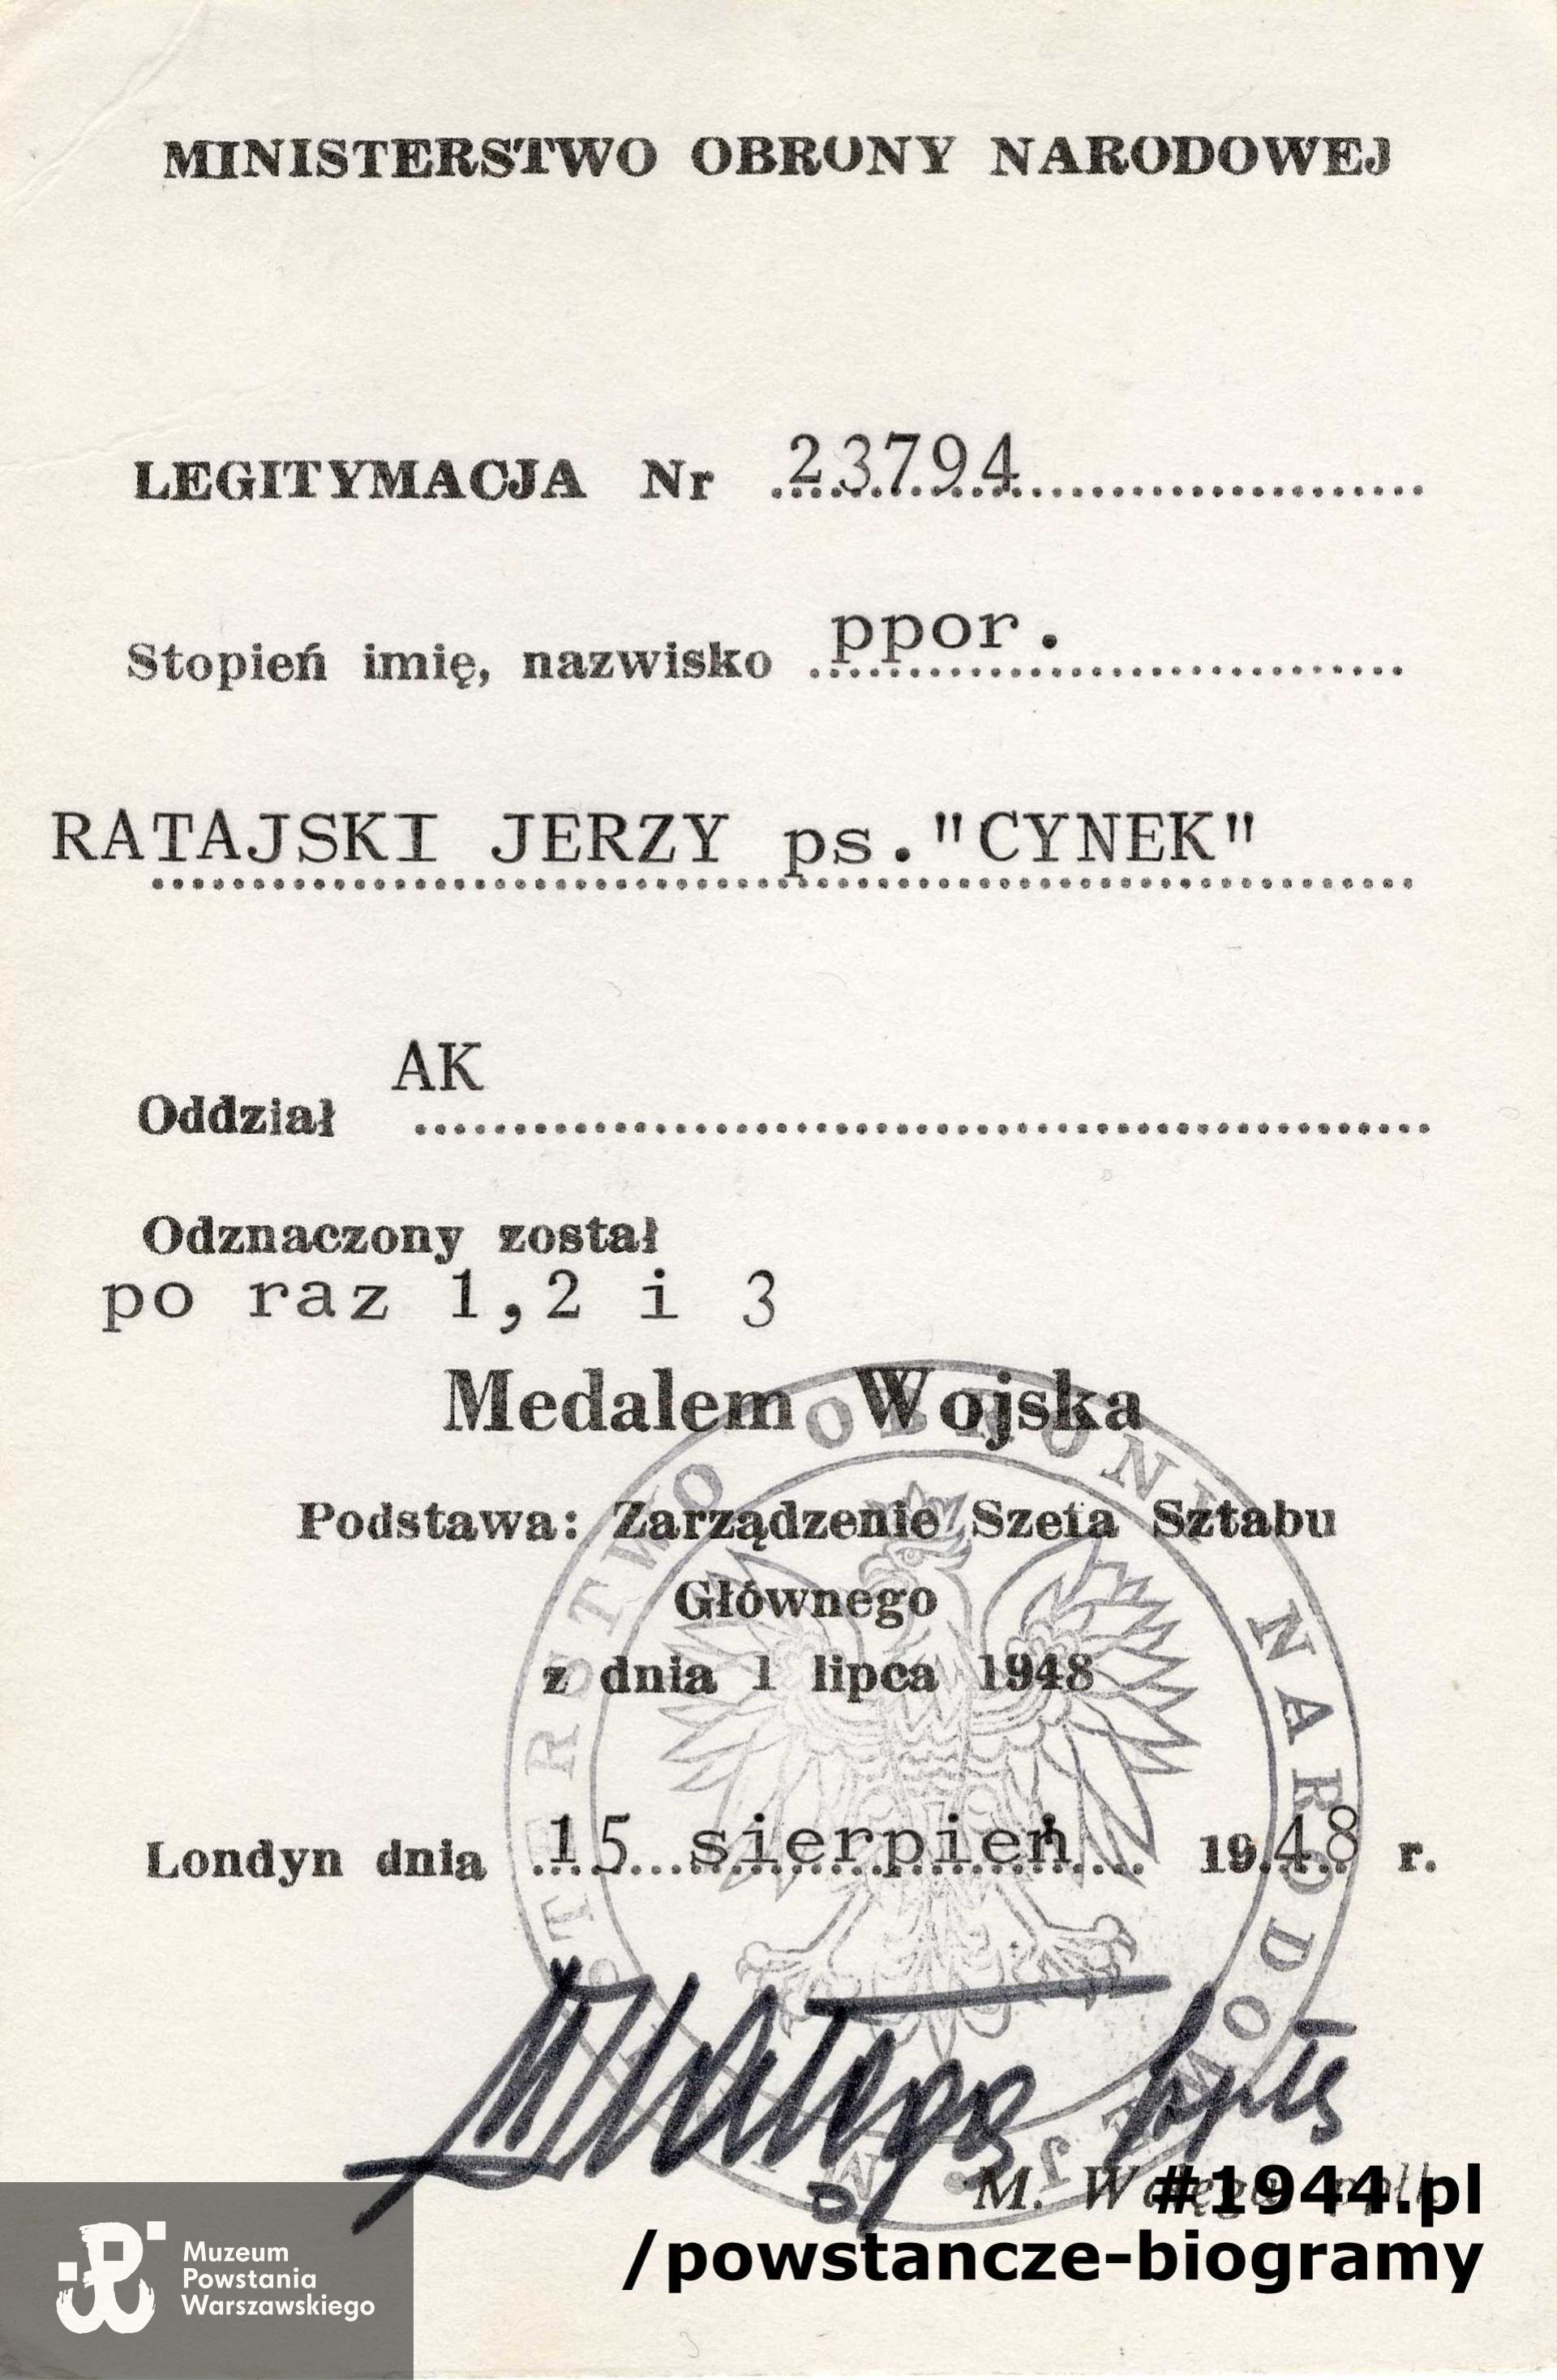 MINISTERSTWO OBRONY NARODOWEJ
LEGITYMACJA Nr 23794
Stopień imię, nazwisko ppor.
RATAJSKI JERZY ps."CYNEK"
AK
Oddział
Odznaczony został
po raz 1,2 i 3
Medalem Wojska
Podstawa: Zarządzenie Szefa Sztabu
Głównego
z dnia 1 lipca 1948
Londyn dnia 15 sierpień 1948 r.
M.
#1944.pl
/powstancze-biogramy
Muzeum
Powstania
Warszawskiego
OBRONY NARODOWEJ